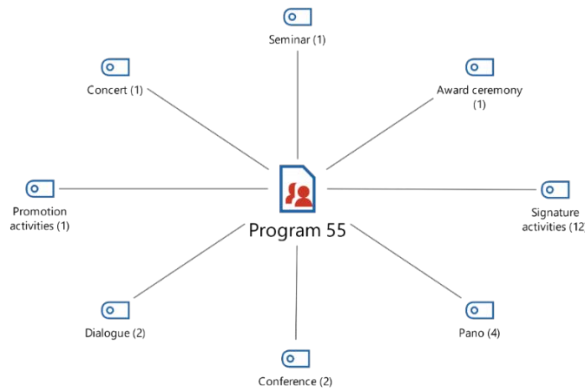 Seminar (1)
Concert (1)
Award ceremony
(1)
Promotion
activities (1)
Signature
activities (12)
Program 55
Dialogue (2)
Pano (4)
Conference (2)